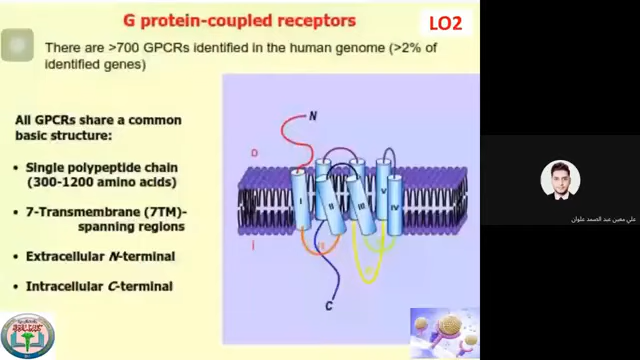 G protein-coupled receptors
LO2
There are >700 GPCRs identified in the human genome (>2% of
identified genes)
All GPCRs share a common
basic structure:
• Single polypeptide chain
(300-1200 amino acids)
• 7-Transmembrane (7TM)-
spanning regions
• Extracellular N-terminal
• Intracellular C-terminal
N
O
I
II
III
V
IV
I
C
علي معين عبد الصمد علوان